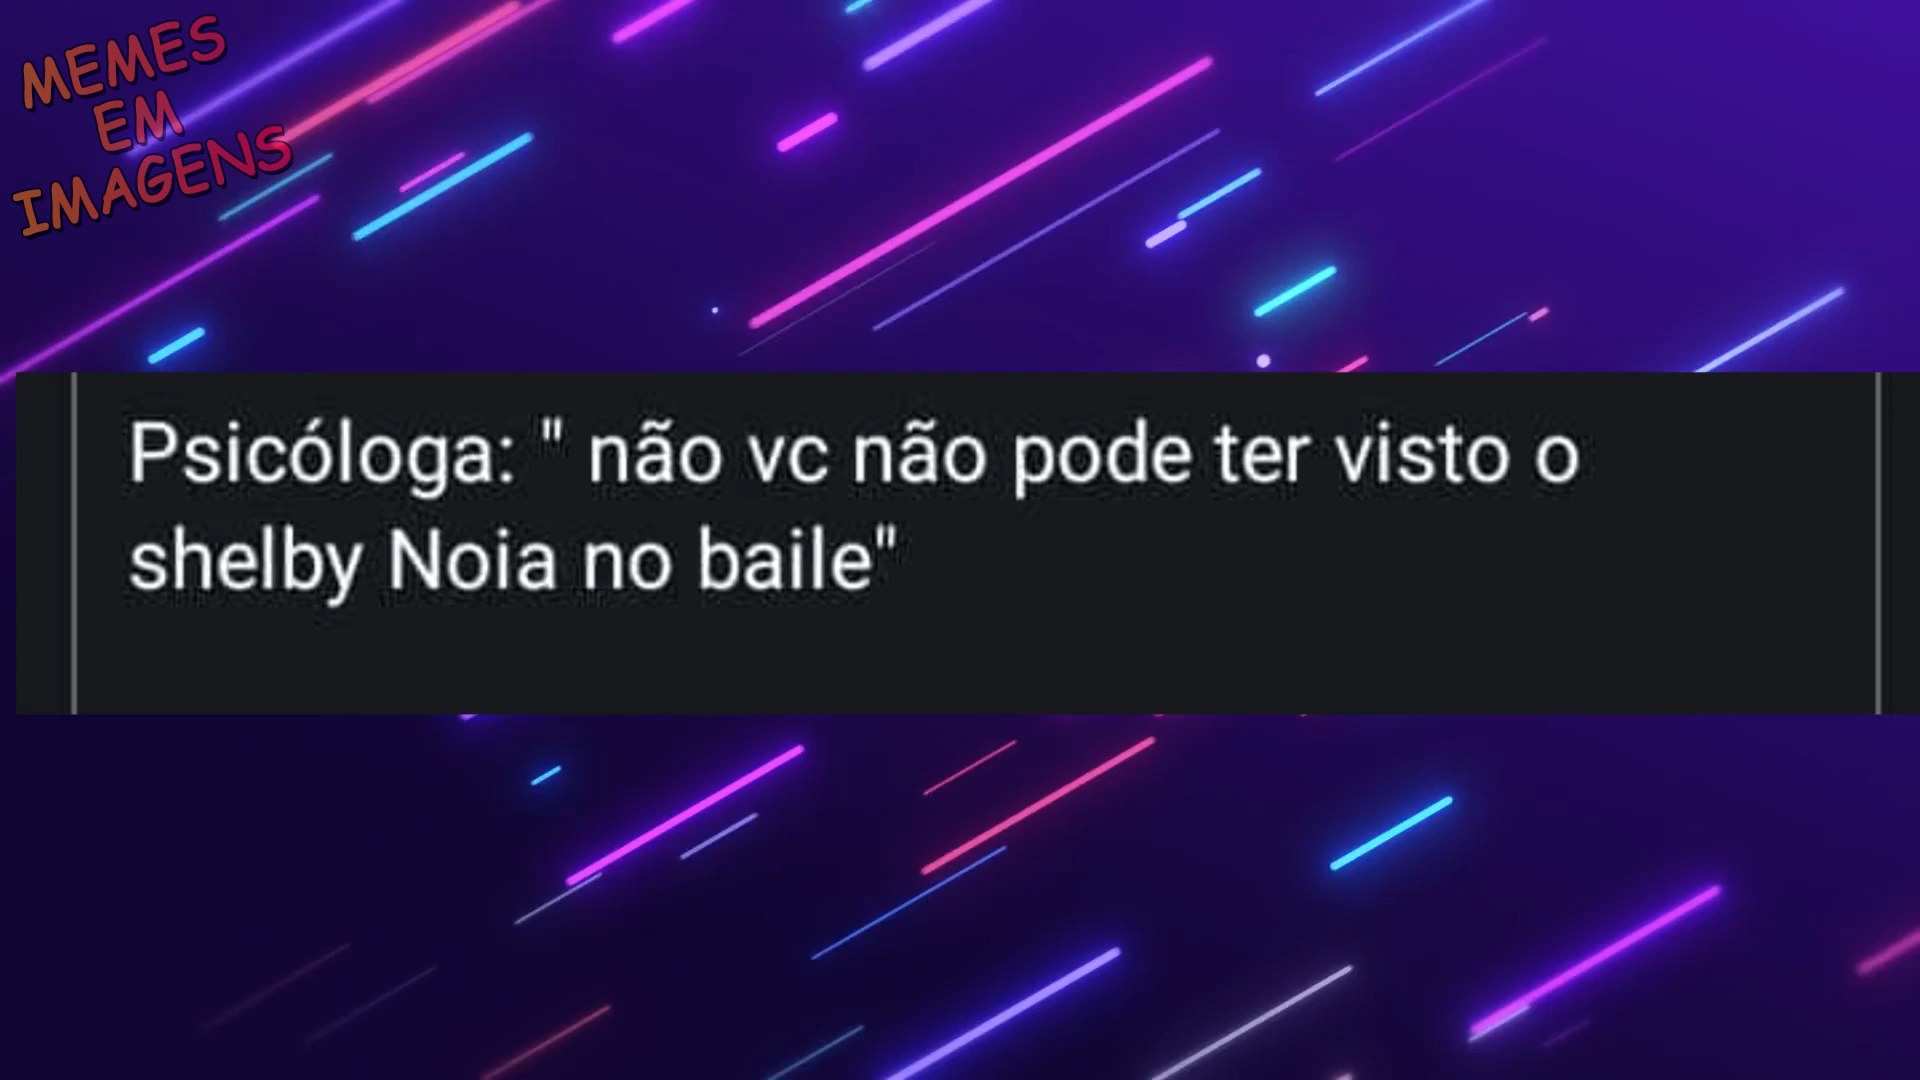 MEMES
EM
IMAGENS
Psicóloga: " não vc não pode ter visto o
shelby Noia no baile"